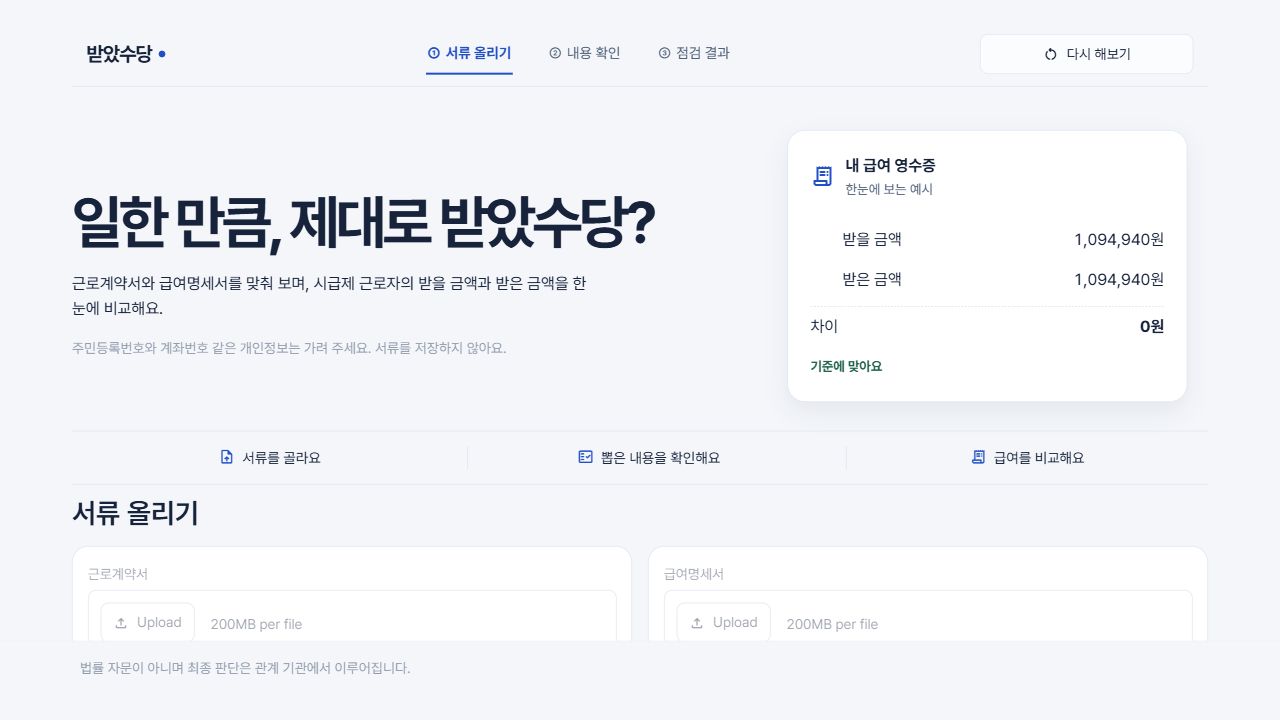 받았수당
① 서류 올리기
② 내용 확인
③ 점검 결과
다시 해보기
일한 만큼, 제대로 받았수당?
근로계약서와 급여명세서를 맞춰 보며, 시급제 근로자의 받을 금액과 받은 금액을 한
눈에 비교해요.
주민등록번호와 계좌번호 같은 개인정보는 가려 주세요. 서류를 저장하지 않아요.
내 급여 영수증
한눈에 보는 예시
받을 금액 1,094,940원
받은 금액 1,094,940원
차이 0원
기준에 맞아요
서류를 골라요
뽑은 내용을 확인해요
급여를 비교해요
서류 올리기
근로계약서
Upload 200MB per file
급여명세서
Upload 200MB per file
법률 자문이 아니며 최종 판단은 관계 기관에서 이루어집니다.